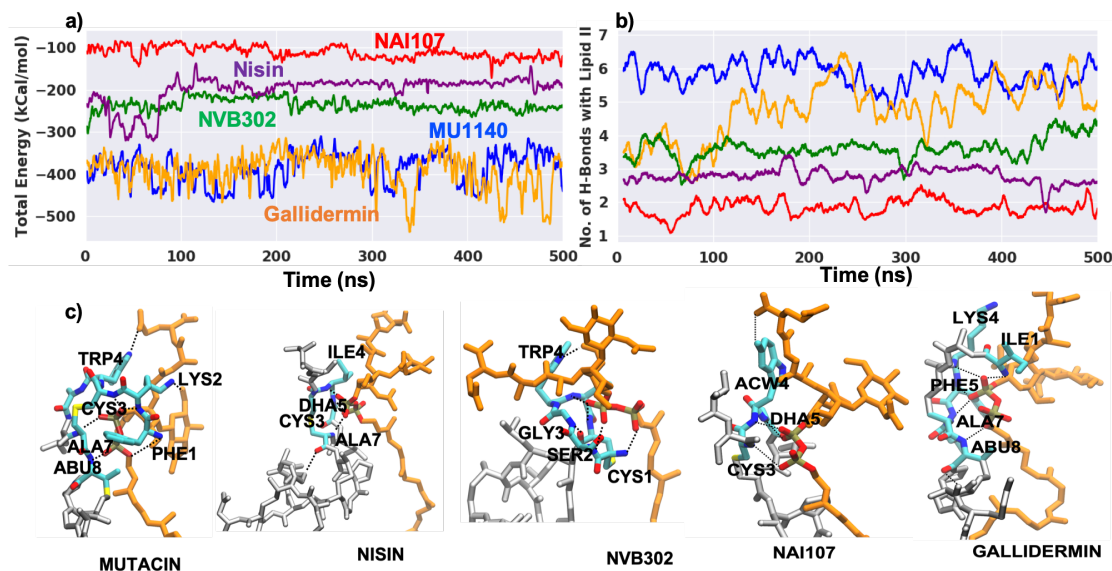 a)
Total Energy (kCal/mol)
−100
−200
−300
−400
−500
NAI107
Nisin
NVB302
MU1140
Gallidermin
0 100 200 300 400 500
Time (ns)
b)
No. of H-Bonds with Lipid II
7
6
5
4
3
2
1
0 100 200 300 400 500
Time (ns)
c)
TRP4
LYS2
CYS3
ALA7
PHE1
ABU8
MUTACIN
ILE4
DHA5
CYS3
ALA7
NISIN
TRP4
GLY3
SER2
CYS1
NVB302
ACW4
DHA5
CYS3
NAI107
LYS4
ILE1
PHE5
ALA7
ABU8
GALLIDERMIN